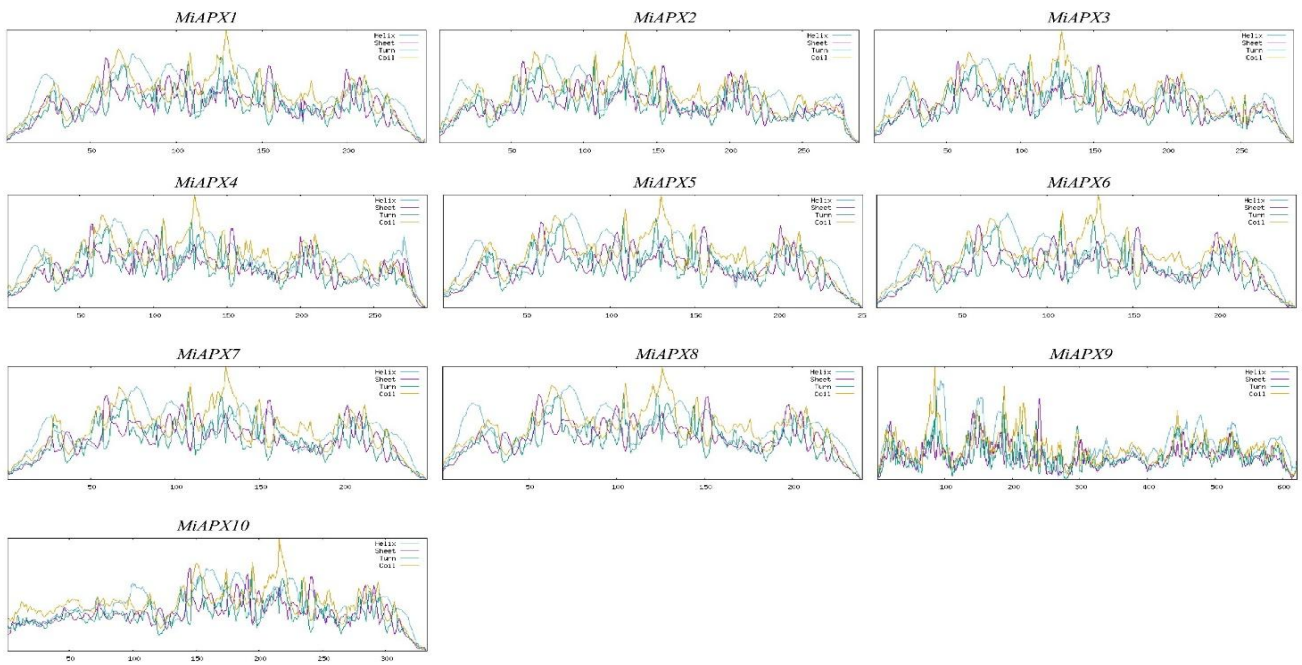 MiAPX1 MiAPX2 MiAPX3
Helix Helix Helix
Sheet Sheet Sheet
Turn Turn Turn
Coil Coil Coil
50 100 150 200 50 100 150 200 250 50 100 150 200 250
MiAPX4 MiAPX5 MiAPX6
Helix Helix Helix
Sheet Sheet Sheet
Turn Turn Turn
Coil Coil Coil
50 100 150 200 250 50 100 150 200 25 50 100 150 200
MiAPX7 MiAPX8 MiAPX9
Helix Helix Helix
Sheet Sheet Sheet
Turn Turn Turn
Coil Coil Coil
50 100 150 200 50 100 150 200 100 200 300 400 500 600
MiAPX10
Helix
Sheet
Turn
Coil
50 100 150 200 250 300